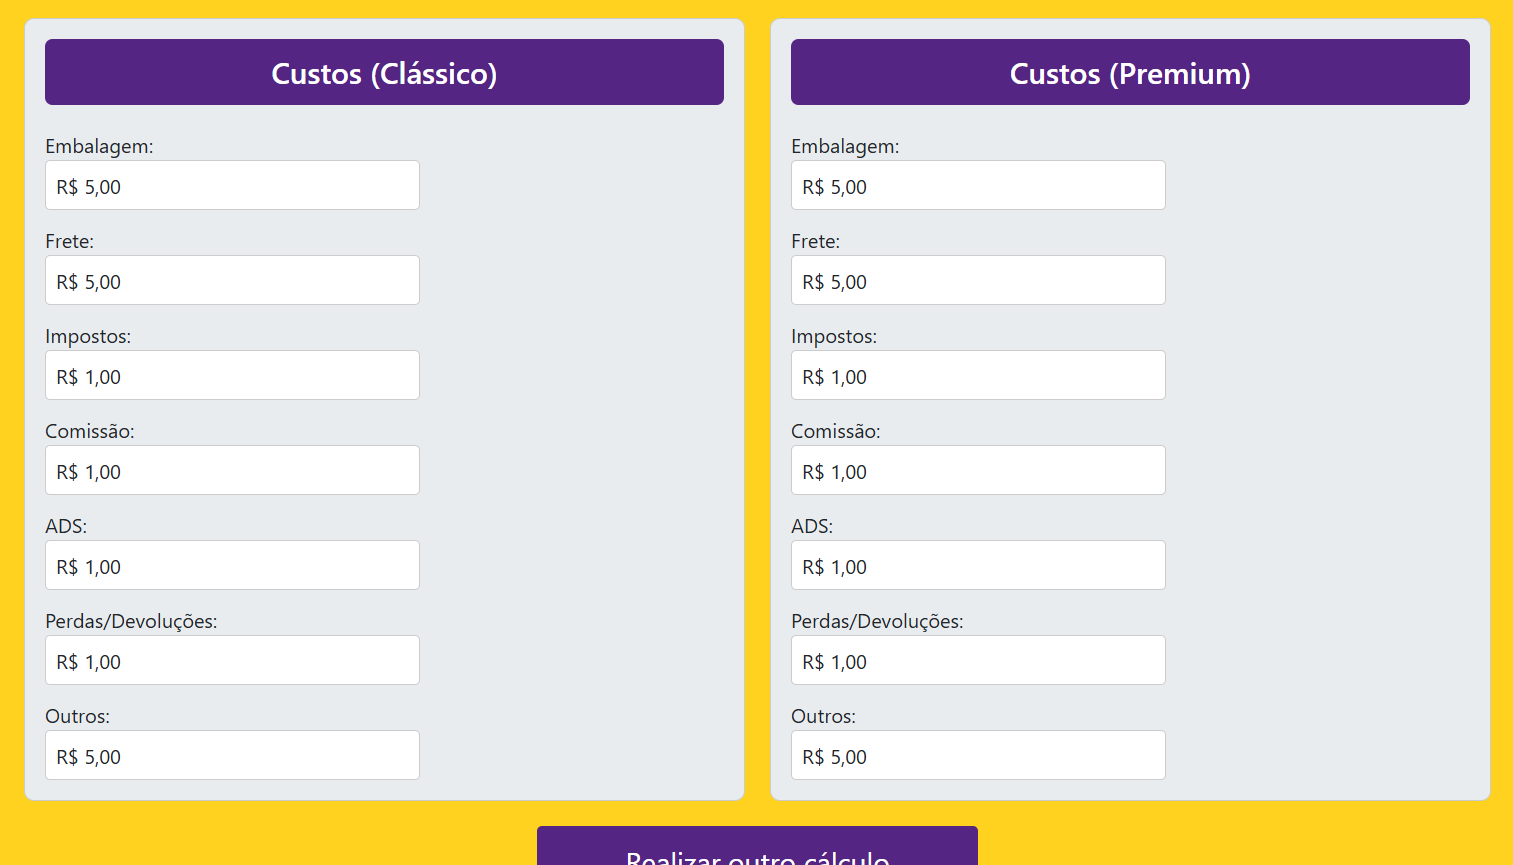 Custos (Clássico)
Embalagem:
R$ 5,00
Frete:
R$ 5,00
Impostos:
R$ 1,00
Comissão:
R$ 1,00
ADS:
R$ 1,00
Perdas/Devoluções:
R$ 1,00
Outros:
R$ 5,00
Custos (Premium)
Embalagem:
R$ 5,00
Frete:
R$ 5,00
Impostos:
R$ 1,00
Comissão:
R$ 1,00
ADS:
R$ 1,00
Perdas/Devoluções:
R$ 1,00
Outros:
R$ 5,00
Realizar outro cálculo